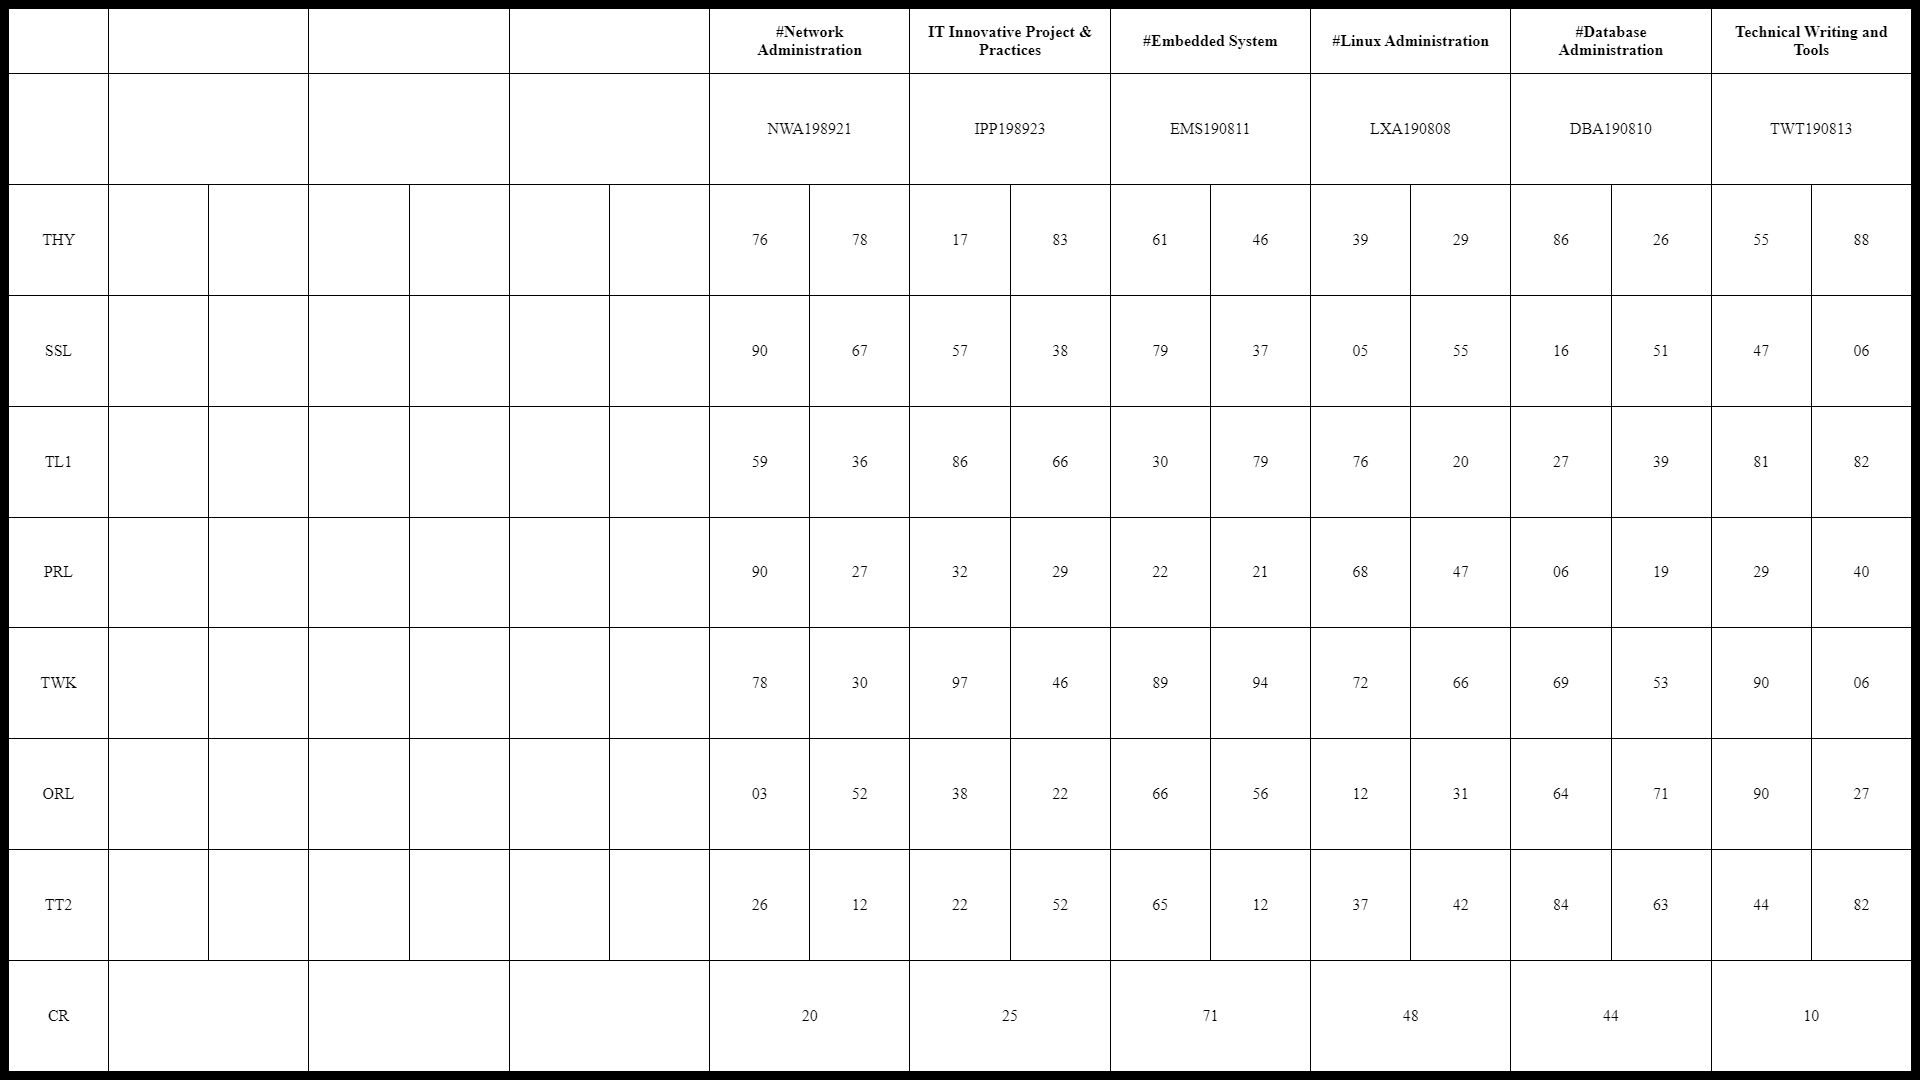 #Network Administration IT Innovative Project & Practices #Embedded System #Linux Administration #Database Administration Technical Writing and Tools
NWA198921 IPP198923 EMS190811 LXA190808 DBA190810 TWT190813
THY 76 78 17 83 61 46 39 29 86 26 55 88
SSL 90 67 57 38 79 37 05 55 16 51 47 06
TL1 59 36 86 66 30 79 76 20 27 39 81 82
PRL 90 27 32 29 22 21 68 47 06 19 29 40
TWK 78 30 97 46 89 94 72 66 69 53 90 06
ORL 03 52 38 22 66 56 12 31 64 71 90 27
TT2 26 12 22 52 65 12 37 42 84 63 44 82
CR 20 25 71 48 44 10